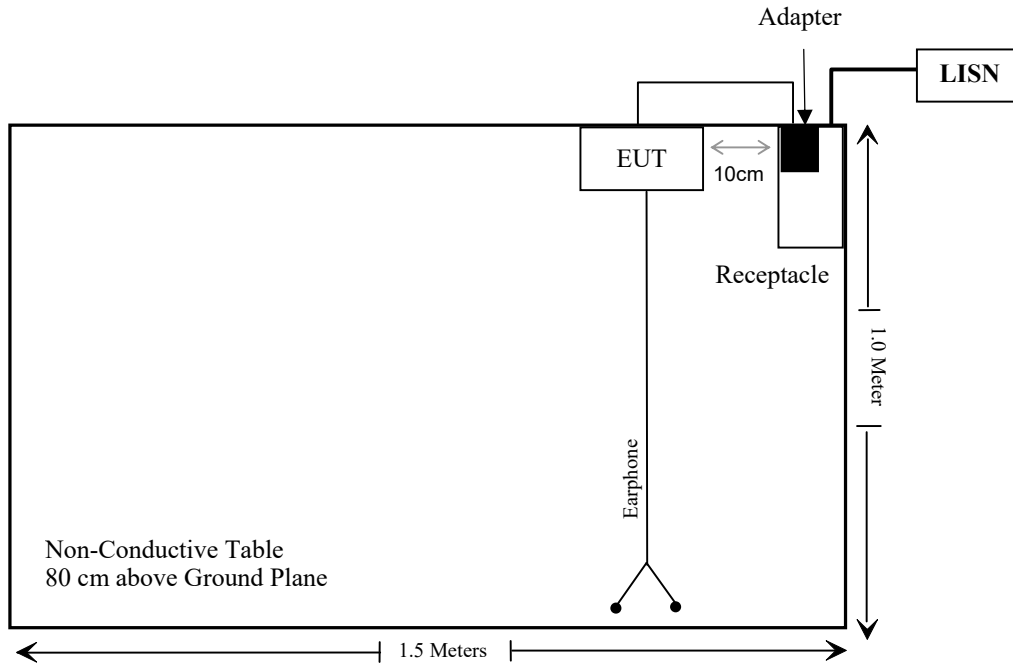 Adapter
LISN
EUT
10cm
Receptacle
1.0 Meter
Earphone
Non-Conductive Table
80 cm above Ground Plane
1.5 Meters